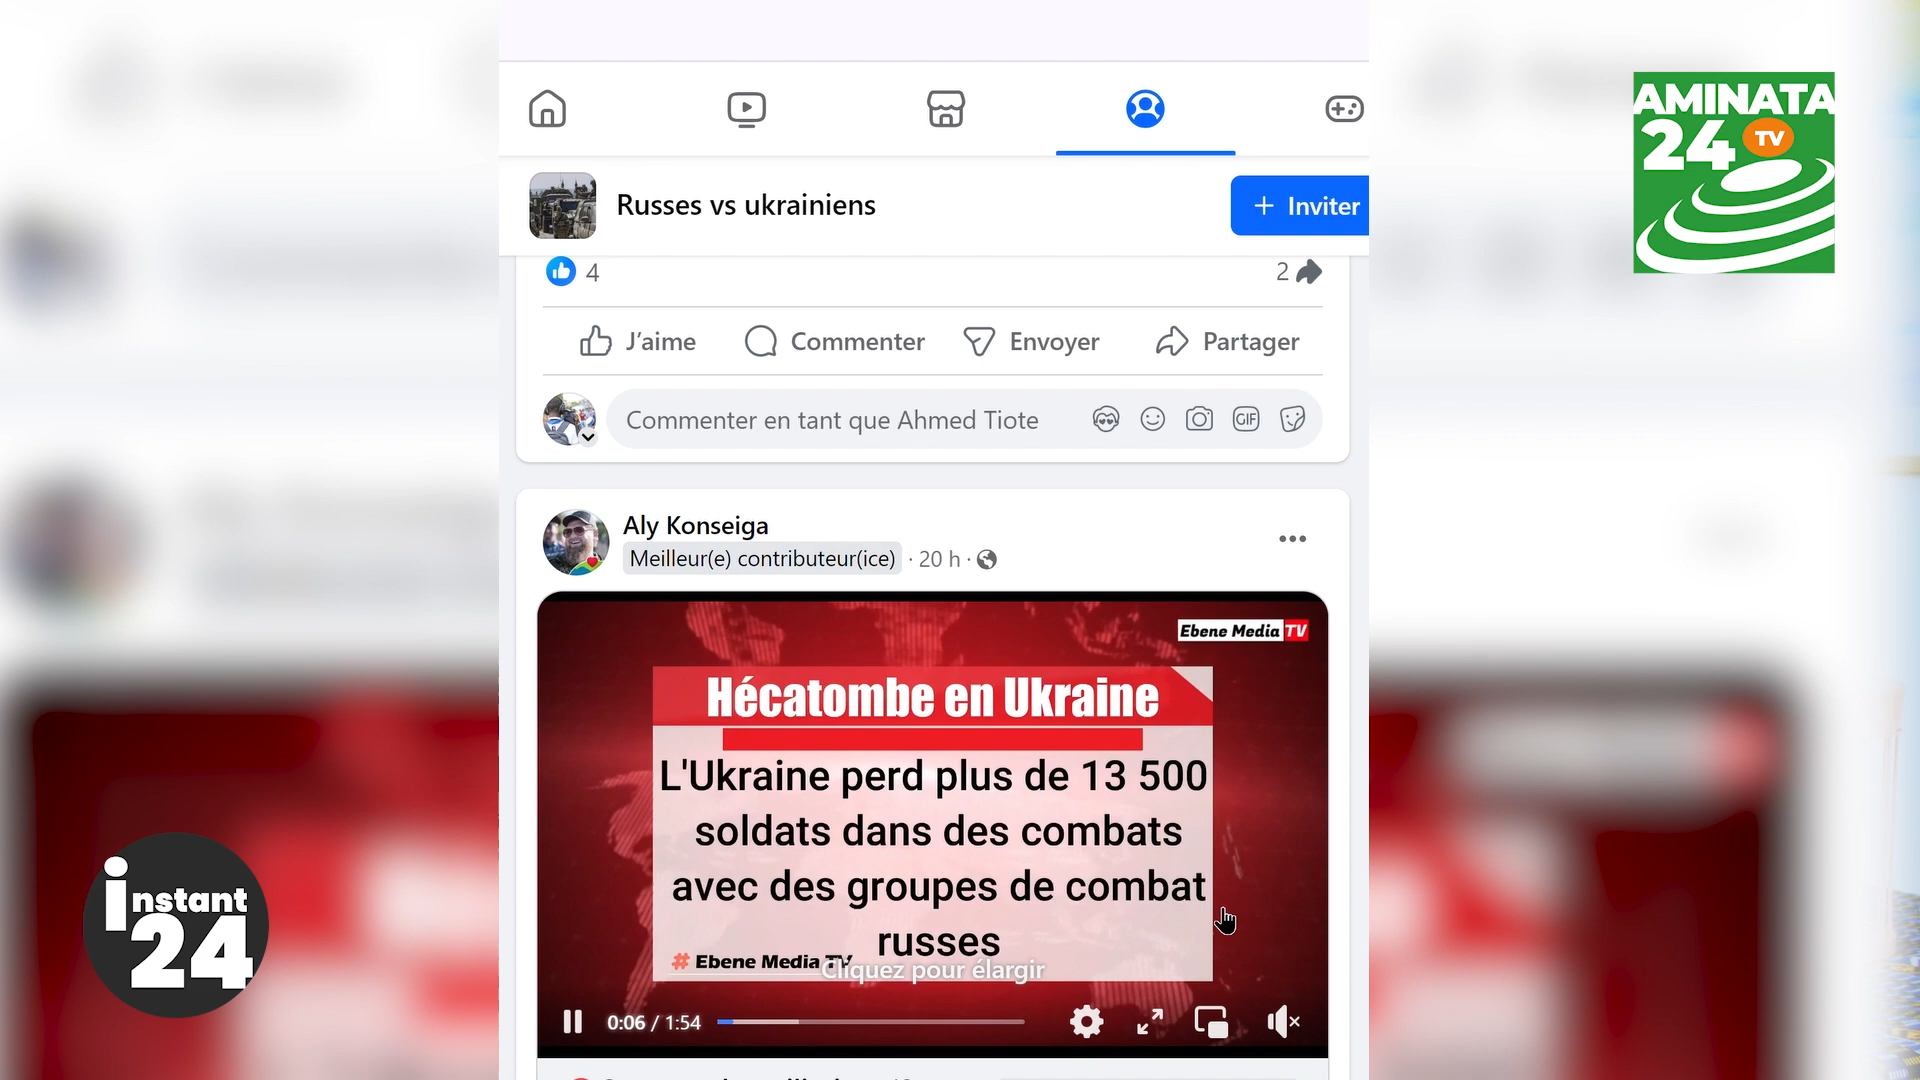 AMINATA
24 TV
Russes vs ukrainiens
+ Inviter
4
2
J'aime
Commenter
Envoyer
Partager
Commenter en tant que Ahmed Tiote
GIF
Aly Konseiga
Meilleur(e) contributeur(ice) · 20 h ·
Ebene Media TV
Hécatombe en Ukraine
L'Ukraine perd plus de 13 500
soldats dans des combats
avec des groupes de combat
russes
# Ebene Media TV
Cliquez pour élargir
0:06 / 1:54
instant
24